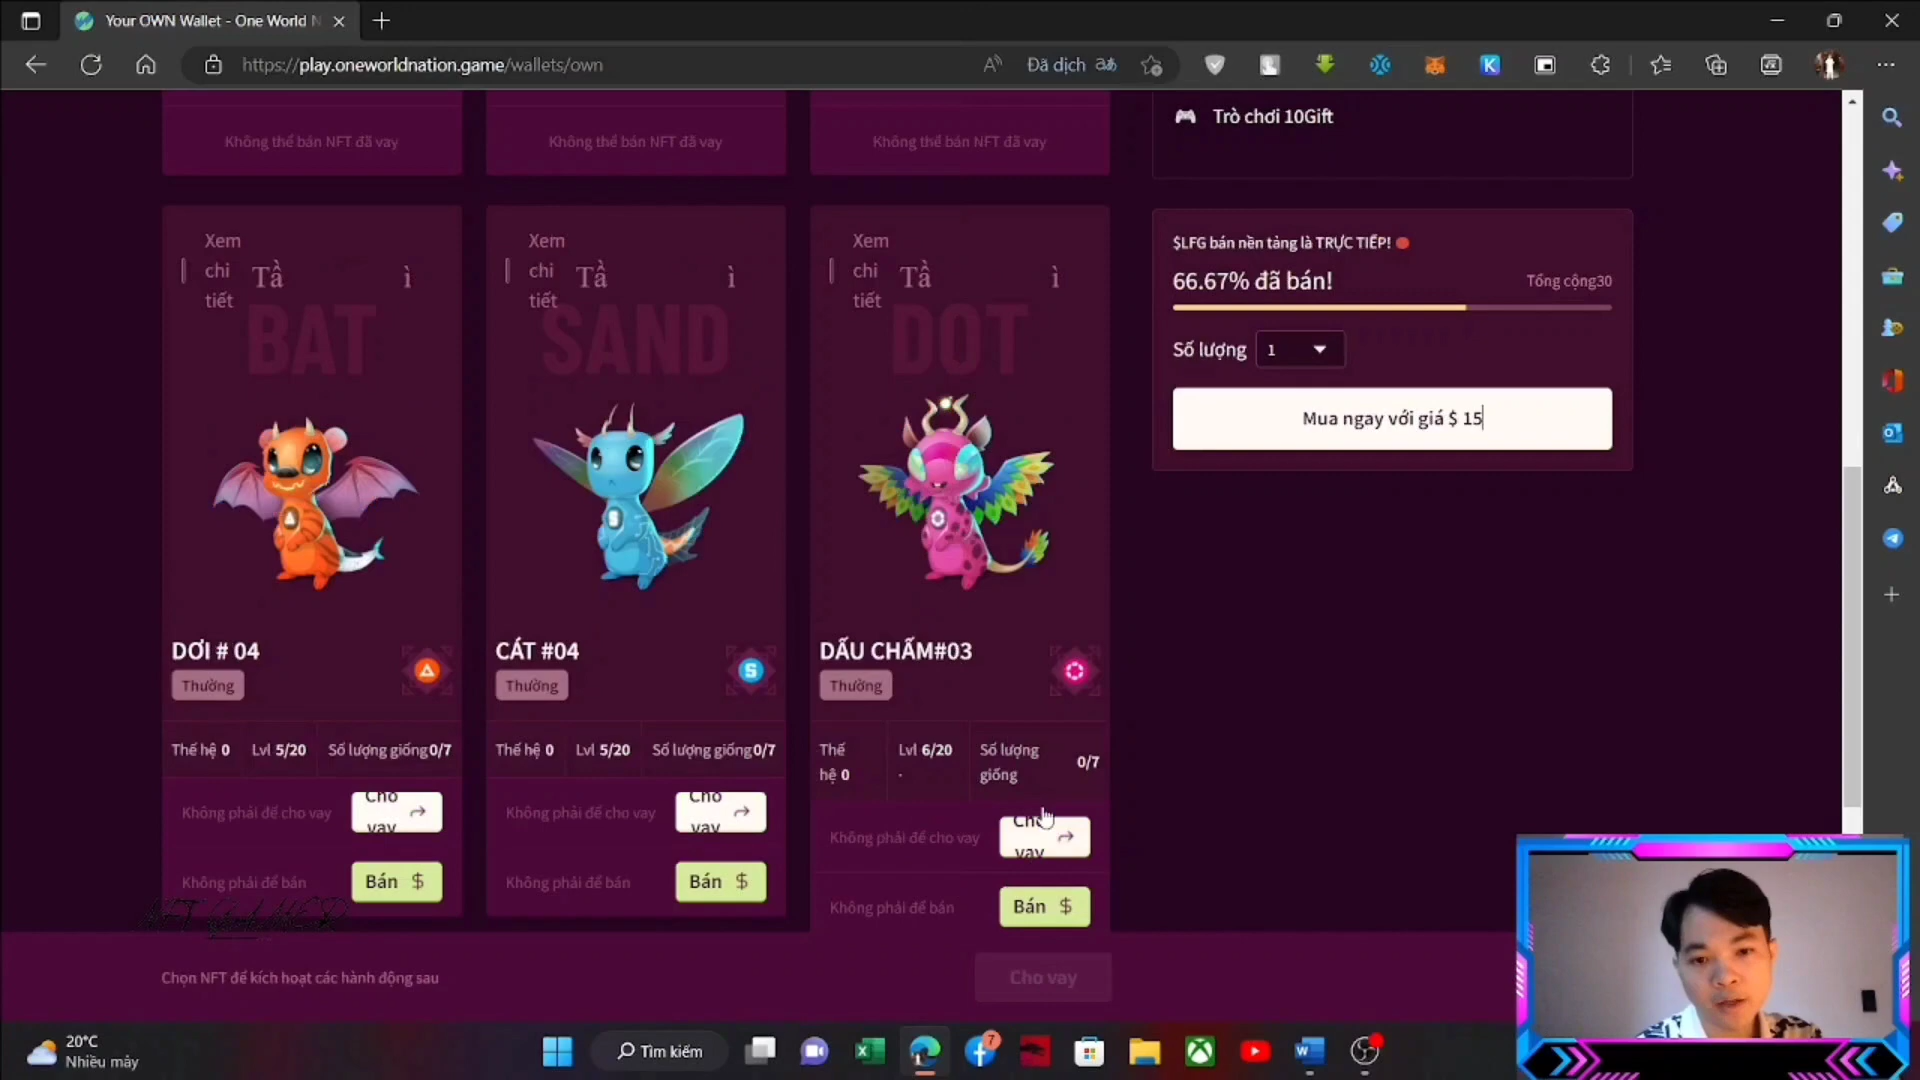 Your OWN Wallet - One World N
https://play.oneworldnation.game/wallets/own
Đã dịch
Không thể bán NFT đã vay
Không thể bán NFT đã vay
Không thể bán NFT đã vay
Trò chơi 10Gift
Xem
chi
tiết
Tầ
ì
BAT
Xem
chi
tiết
Tầ
ì
SAND
Xem
chi
tiết
Tầ
ì
DOT
$LFG bán nền tảng là TRỰC TIẾP!
66.67% đã bán!
Tổng cộng30
Số lượng 1
Mua ngay với giá $ 15
DƠI # 04
Thường
CÁT #04
Thường
DẤU CHẤM#03
Thường
Thế hệ 0 Lvl 5/20 Số lượng giống0/7
Thế hệ 0 Lvl 5/20 Số lượng giống0/7
Thế
hệ 0
Lvl 6/20
Số lượng
giống
0/7
Không phải để cho vay
Cho
vay
Không phải để cho vay
Cho
vay
Không phải để cho vay
Cho
vay
Không phải để bán
Bán $
Không phải để bán
Bán $
Không phải để bán
Bán $
Chọn NFT để kích hoạt các hành động sau
Cho vay
20°C
Nhiều mây
Tìm kiếm
7